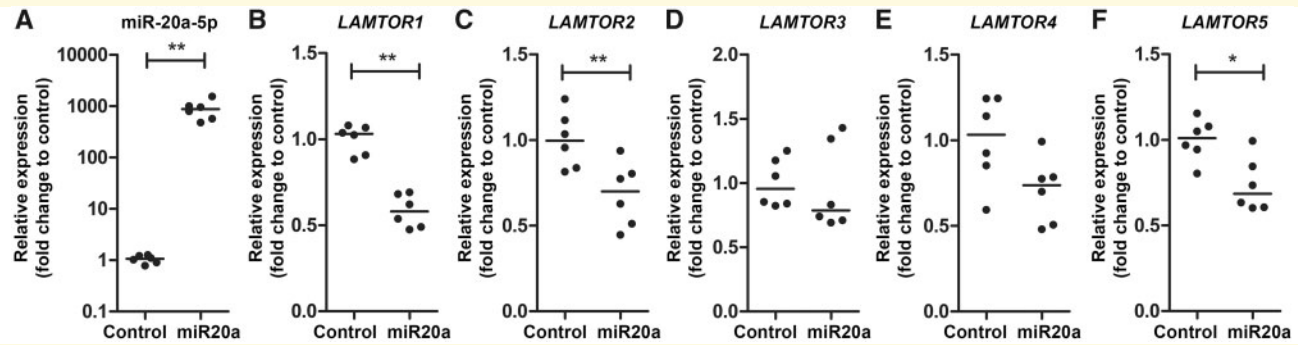 A miR-20a-5p
Relative expression
(fold change to control)
10000
1000
100
10
1
0.1
**
Control miR20a
B LAMTOR1
Relative expression
(fold change to control)
1.5
1.0
0.5
0.0
**
Control miR20a
C LAMTOR2
Relative expression
(fold change to control)
1.5
1.0
0.5
0.0
**
Control miR20a
D LAMTOR3
Relative expression
(fold change to control)
2.0
1.5
1.0
0.5
0.0
Control miR20a
E LAMTOR4
Relative expression
(fold change to control)
1.5
1.0
0.5
0.0
Control miR20a
F LAMTOR5
Relative expression
(fold change to control)
1.5
1.0
0.5
0.0
*
Control miR20a